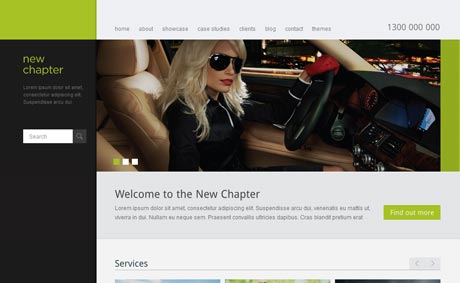 home about showcase case studies clients blog contact themes
1300 000 000
new
chapter
Lorem ipsum dolor sit amet,
consectetur adipiscing elit.
Suspendisse arcu dui.
Search
Welcome to the New Chapter
Lorem ipsum dolor sit amet, consectetur adipiscing elit. Suspendisse arcu dui, venenatis eu mattis eu,
viverra in dui. Nullam eu neque sem. Praesent convallis ultricies dapibus. Cras blandit pretium erat
Find out more
Services